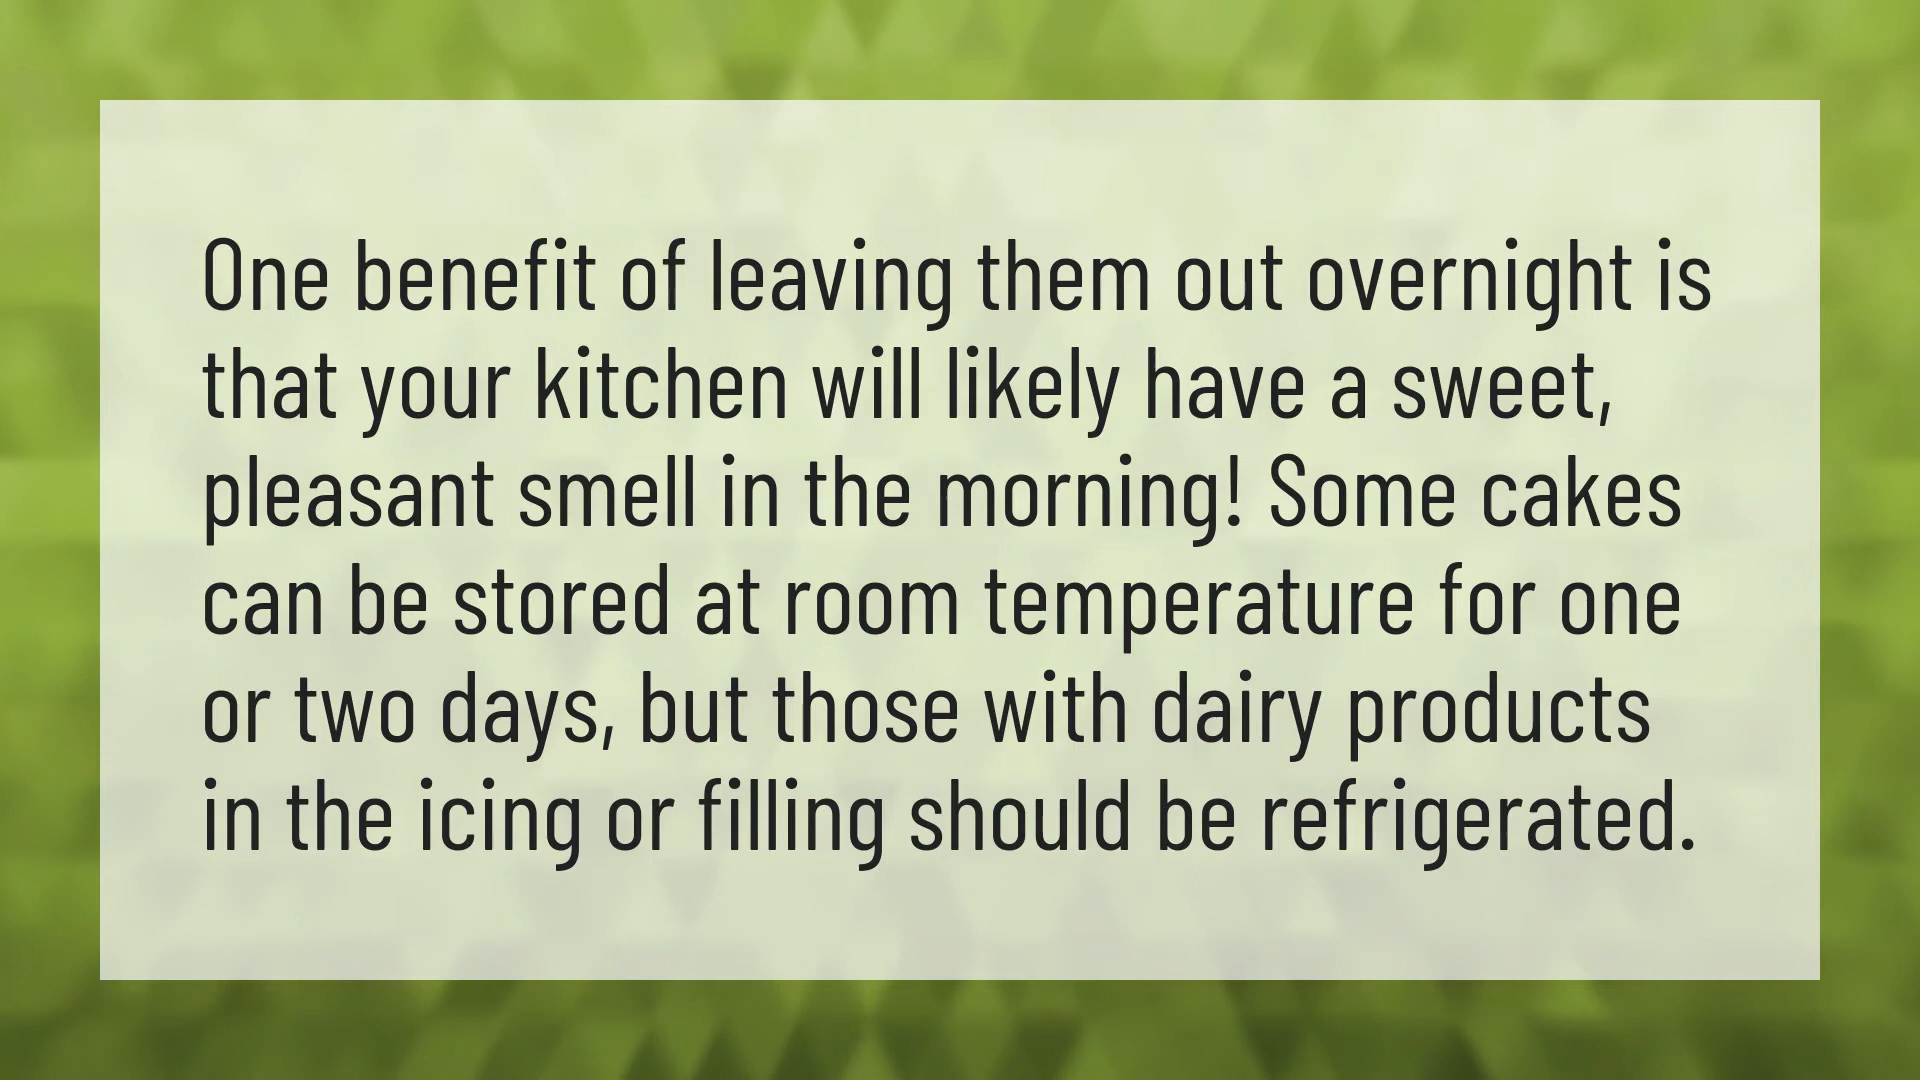 One benefit of leaving them out overnight is
that your kitchen will likely have a sweet,
pleasant smell in the morning! Some cakes
can be stored at room temperature for one
or two days, but those with dairy products
in the icing or filling should be refrigerated.